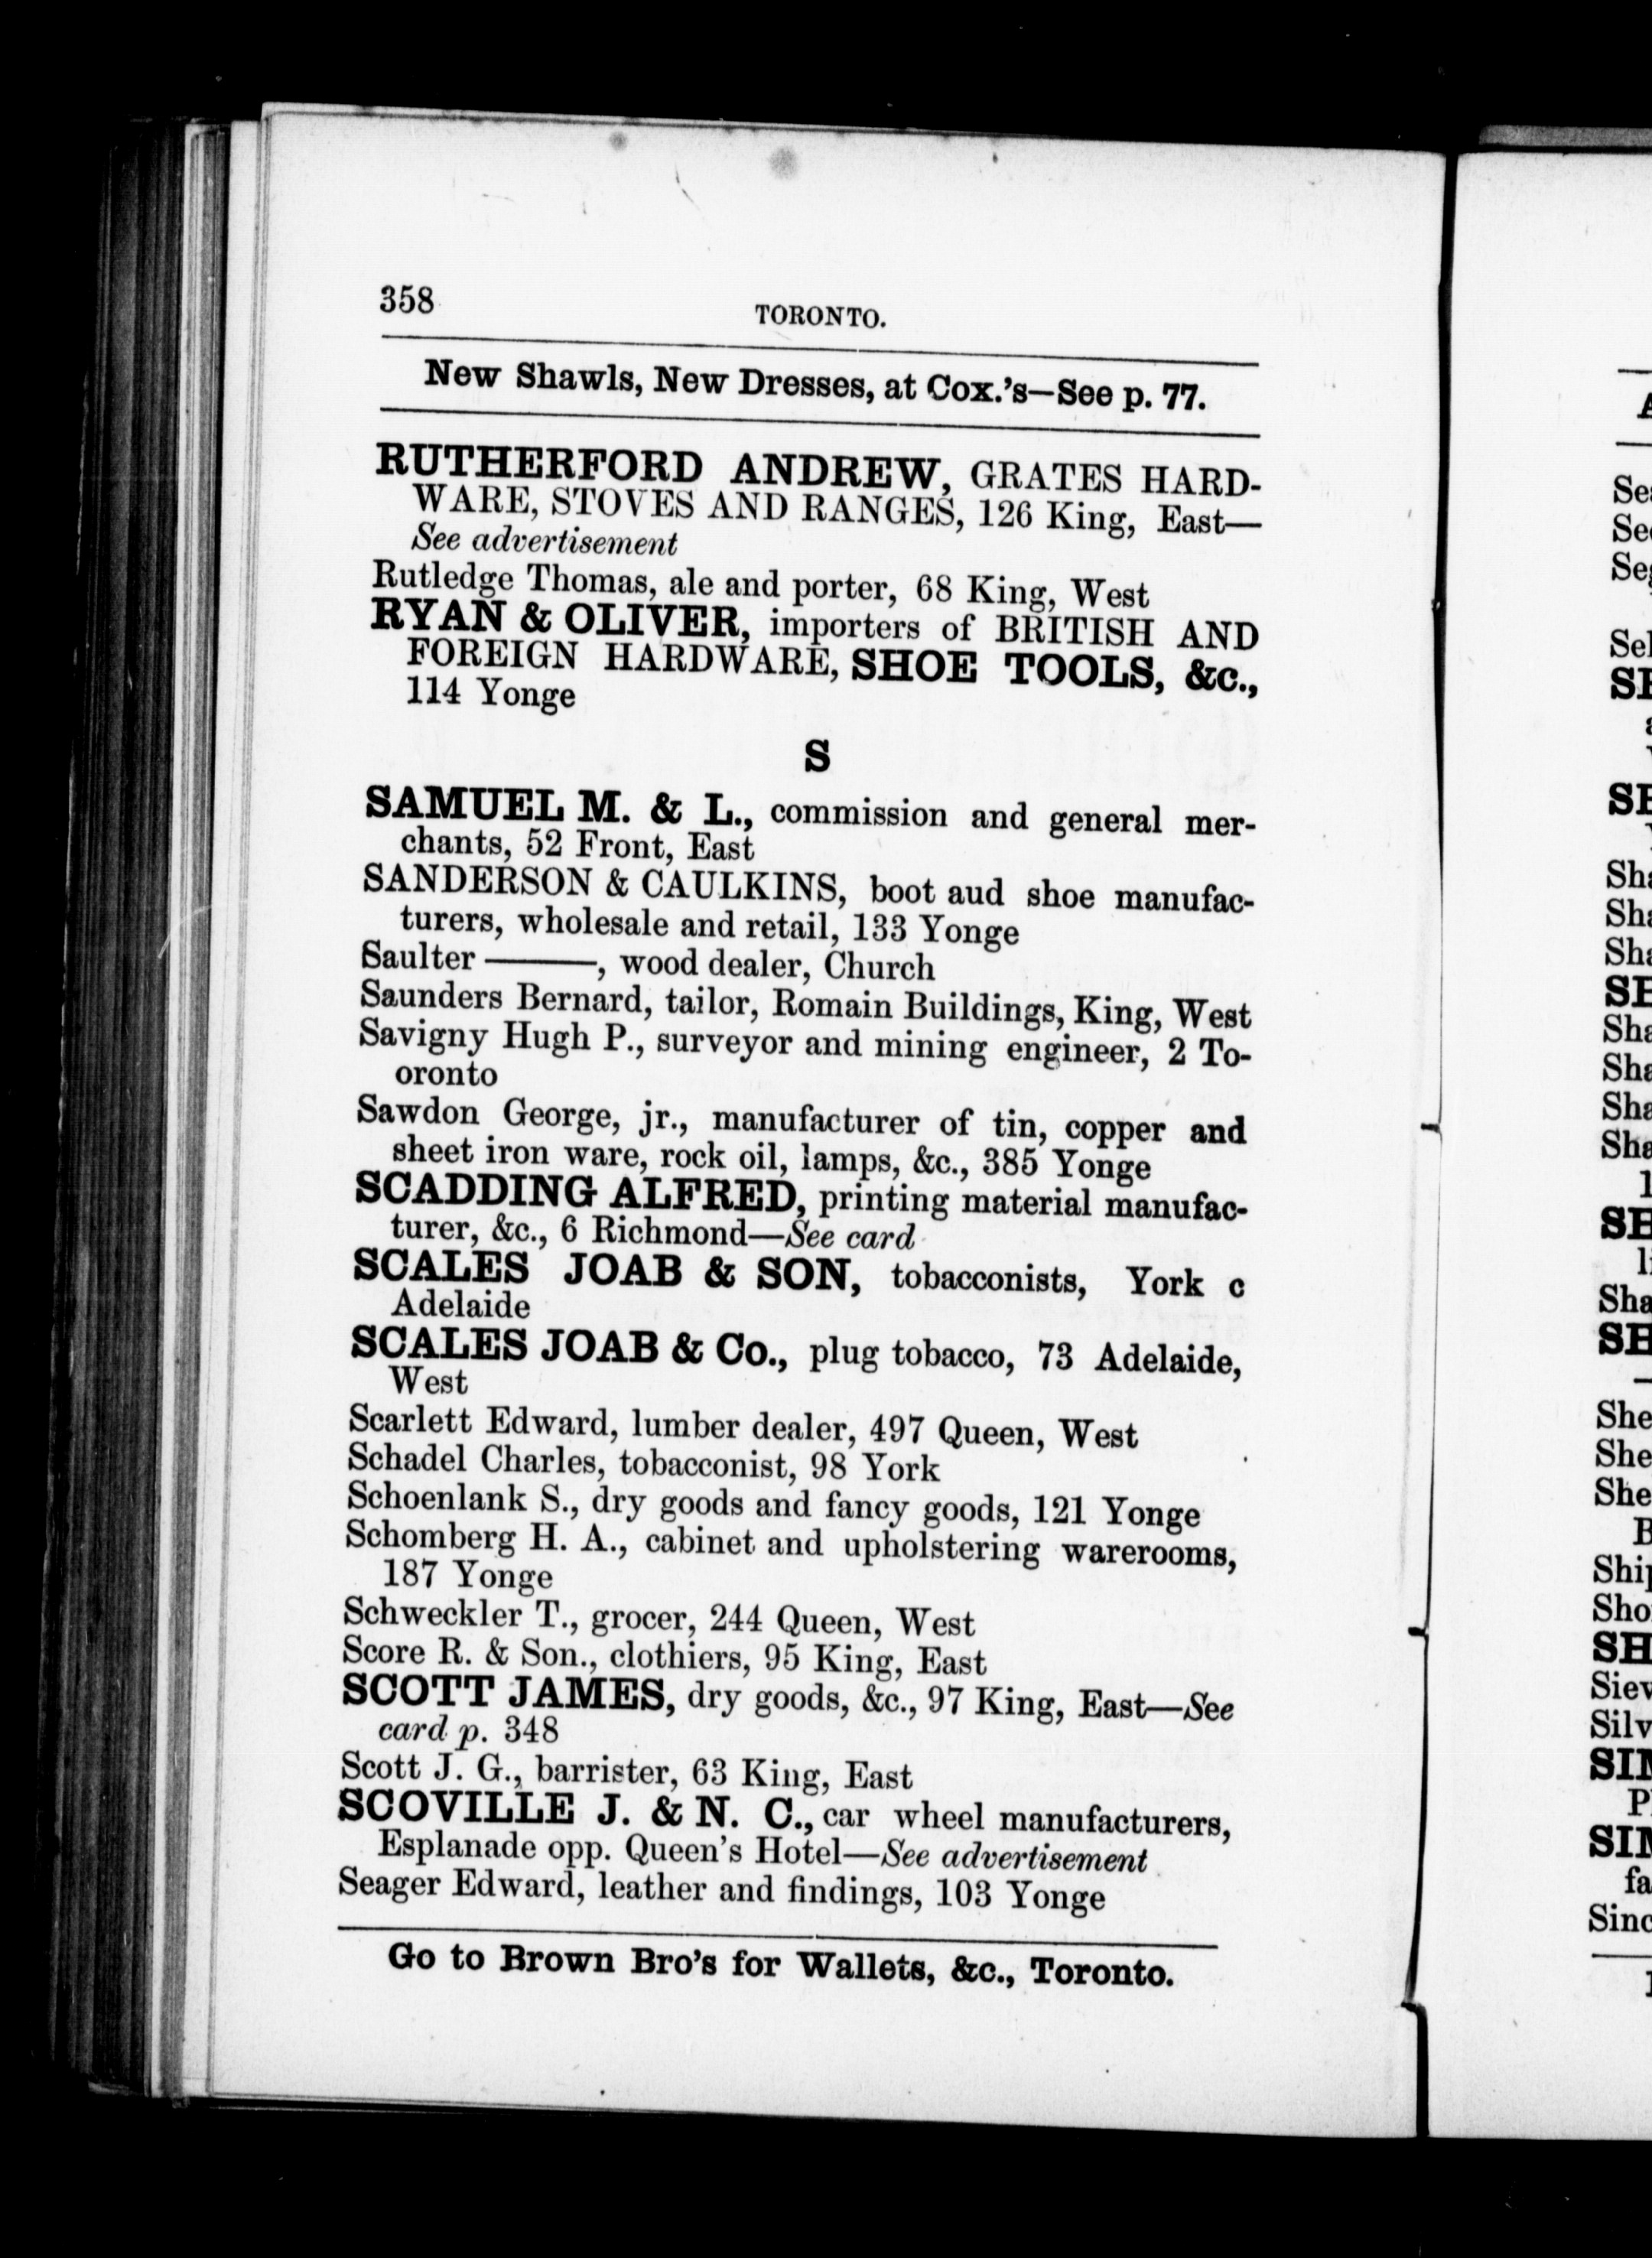 358
TORONTO.
New Shawls, New Dresses, at Cox.'s—See p. 77.
RUTHERFORD ANDREW, GRATES HARD-
WARE, STOVES AND RANGES, 126 King, East—
See advertisement
Rutledge Thomas, ale and porter, 68 King, West
RYAN & OLIVER, importers of BRITISH AND
FOREIGN HARDWARE, SHOE TOOLS, &c.,
114 Yonge
S
SAMUEL M. & L., commission and general mer-
chants, 52 Front, East
SANDERSON & CAULKINS, boot aud shoe manufac-
turers, wholesale and retail, 133 Yonge
Saulter ———, wood dealer, Church
Saunders Bernard, tailor, Romain Buildings, King, West
Savigny Hugh P., surveyor and mining engineer, 2 To-
oronto
Sawdon George, jr., manufacturer of tin, copper and
sheet iron ware, rock oil, lamps, &c., 385 Yonge
SCADDING ALFRED, printing material manufac-
turer, &c., 6 Richmond—See card
SCALES JOAB & SON, tobacconists, York c
Adelaide
SCALES JOAB & Co., plug tobacco, 73 Adelaide,
West
Scarlett Edward, lumber dealer, 497 Queen, West
Schadel Charles, tobacconist, 98 York
Schoenlank S., dry goods and fancy goods, 121 Yonge
Schomberg H. A., cabinet and upholstering warerooms,
187 Yonge
Schweckler T., grocer, 244 Queen, West
Score R. & Son., clothiers, 95 King, East
SCOTT JAMES, dry goods, &c., 97 King, East—See
card p. 348
Scott J. G., barrister, 63 King, East
SCOVILLE J. & N. C., car wheel manufacturers,
Esplanade opp. Queen's Hotel—See advertisement
Seager Edward, leather and findings, 103 Yonge
Go to Brown Bro's for Wallets, &c., Toronto.